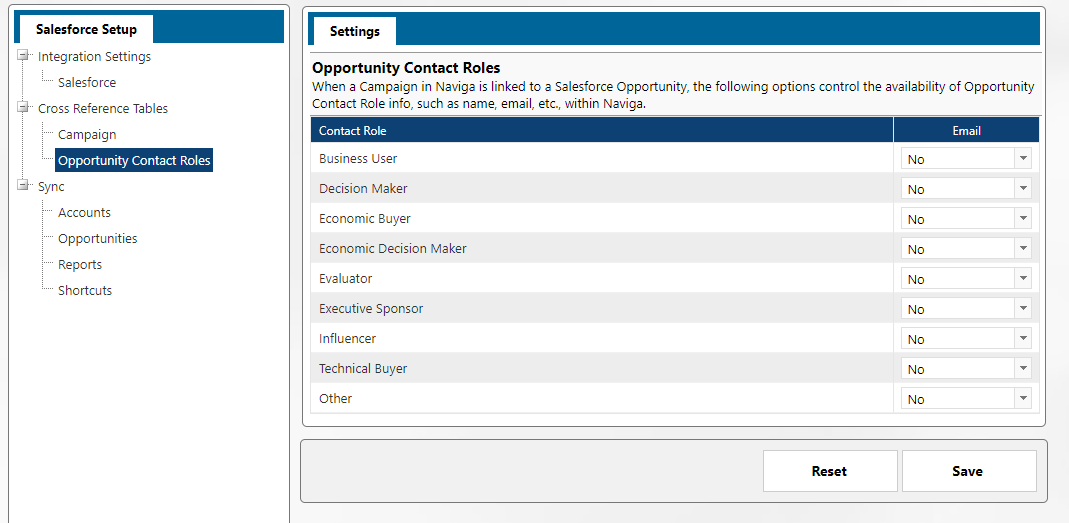 Salesforce Setup
Integration Settings
Salesforce
Cross Reference Tables
Campaign
Opportunity Contact Roles
Sync
Accounts
Opportunities
Reports
Shortcuts
Settings
Opportunity Contact Roles
When a Campaign in Naviga is linked to a Salesforce Opportunity, the following options control the availability of Opportunity
Contact Role info, such as name, email, etc., within Naviga.
Contact Role Email
Business User No
Decision Maker No
Economic Buyer No
Economic Decision Maker No
Evaluator No
Executive Sponsor No
Influencer No
Technical Buyer No
Other No
Reset Save